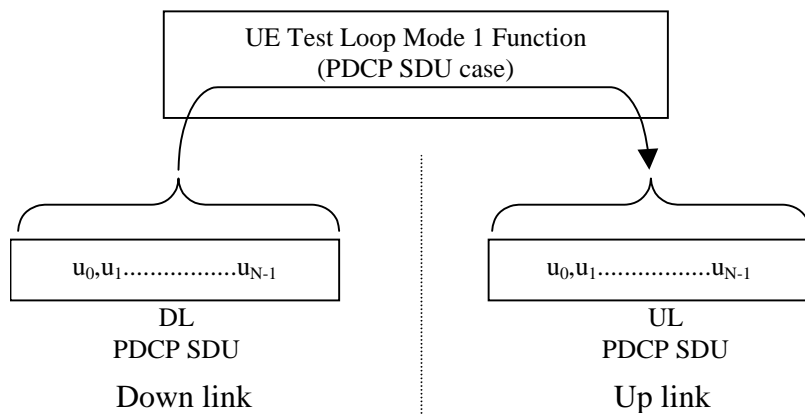 UE Test Loop Mode 1 Function
(PDCP SDU case)
u0,u1..................uN-1
u0,u1..................uN-1
DL
PDCP SDU
UL
PDCP SDU
Down link
Up link